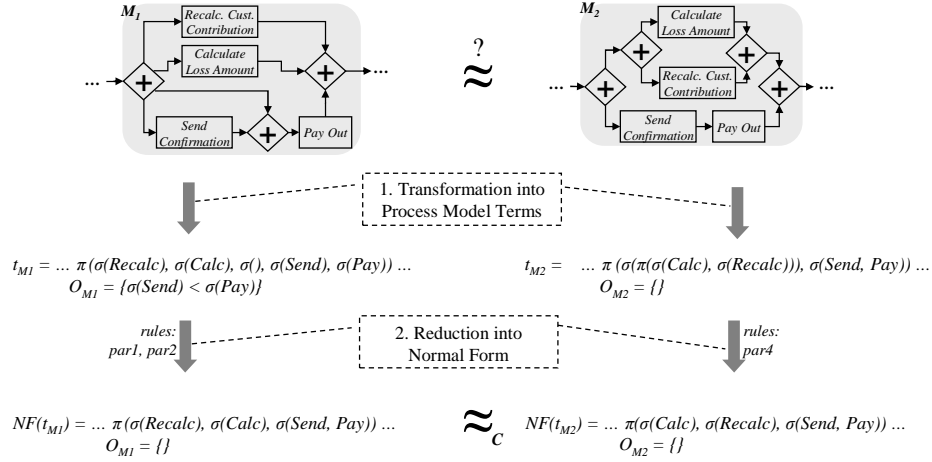 M1
M2
Recalc. Cust.
Contribution
Calculate
Loss Amount
Send
Confirmation
Pay Out
+
+
+
...
...
?
≈
Calculate
Loss Amount
Recalc. Cust.
Contribution
Send
Confirmation
Pay Out
+
+
+
+
...
...
1. Transformation into
Process Model Terms
tM1 = ... π(σ(Recalc), σ(Calc), σ(), σ(Send), σ(Pay)) ...
OM1 = {σ(Send) < σ(Pay)}
tM2 = ... π (σ(π(σ(Calc), σ(Recalc))), σ(Send, Pay)) ...
OM2 = {}
rules:
par1, par2
2. Reduction into
Normal Form
rules:
par4
NF(tM1) = ... π(σ(Recalc), σ(Calc), σ(Send, Pay)) ...
OM1 = {}
≈C
NF(tM2) = ... π(σ(Calc), σ(Recalc), σ(Send, Pay) ...
OM2 = {}